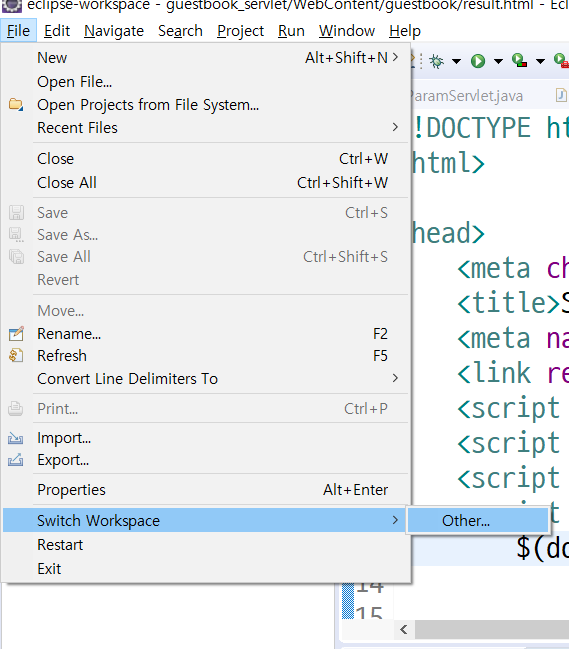 eclipse-workspace - guestbook_servlet/WebContent/guestbook/result.html - Ecl
File Edit Navigate Search Project Run Window Help
New Alt+Shift+N >
Open File...
Open Projects from File System...
Recent Files >
Close Ctrl+W
Close All Ctrl+Shift+W
Save Ctrl+S
Save As...
Save All Ctrl+Shift+S
Revert
Move...
Rename... F2
Refresh F5
Convert Line Delimiters To >
Print... Ctrl+P
Import...
Export...
Properties Alt+Enter
Switch Workspace >
Other...
Restart
Exit
ParamServlet.java
!DOCTYPE ht
html>
head>
<meta ch
<title>S
<meta na
<link re
<script
<script
<script
$(do
14
15